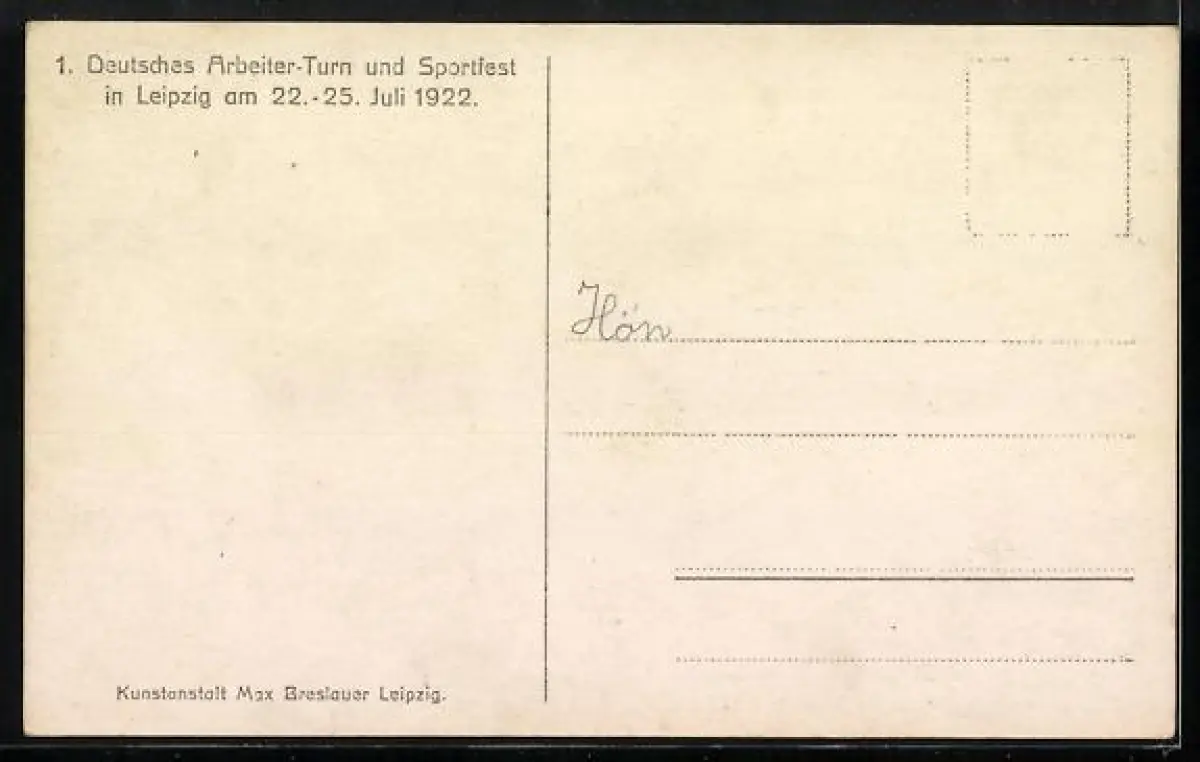 1. Deutsches Arbeiter-Turn und Sportfest
in Leipzig am 22.-25. Juli 1922.
Hön
Kunstanstalt Max Breslauer Leipzig.